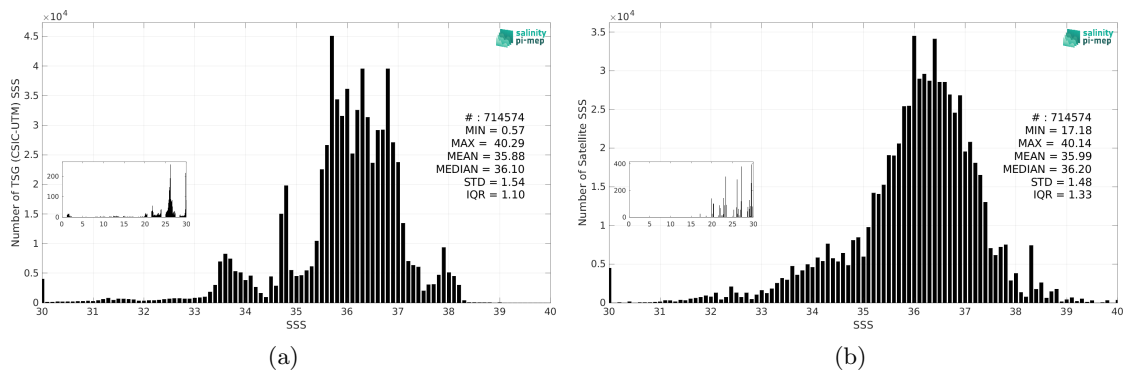 ×10⁴
4.5
4
3.5
3
2.5
2
1.5
1
0.5
0
Number of TSG (CSIC-UTM) SSS
30 31 32 33 34 35 36 37 38 39 40
SSS
salinity
pi-mep
# : 714574
MIN = 0.57
MAX = 40.29
MEAN = 35.88
MEDIAN = 36.10
STD = 1.54
IQR = 1.10
200
100
0
0 5 10 15 20 25 30
(a)
×10⁴
3.5
3
2.5
2
1.5
1
0.5
0
Number of Satellite SSS
30 31 32 33 34 35 36 37 38 39 40
SSS
salinity
pi-mep
# : 714574
MIN = 17.18
MAX = 40.14
MEAN = 35.99
MEDIAN = 36.20
STD = 1.48
IQR = 1.33
400
200
0
0 5 10 15 20 25 30
(b)